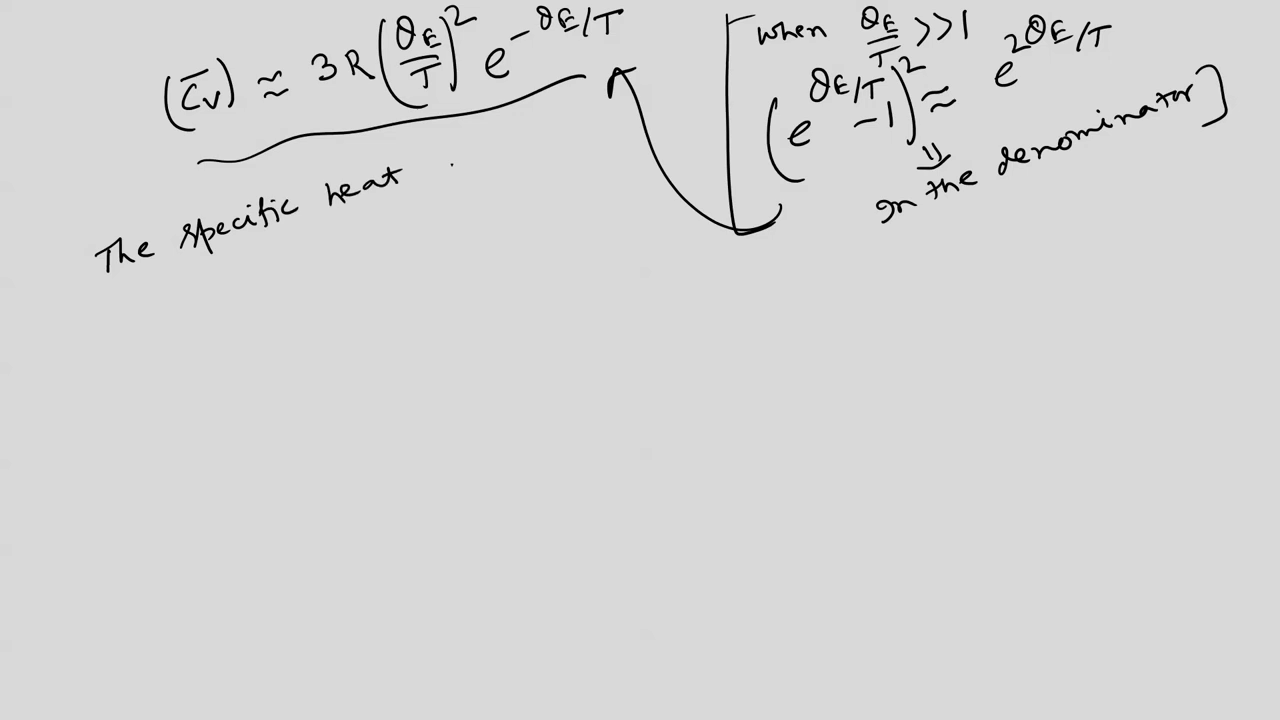 (C̄v) ≈ 3R(θE/T)² e^(-θE/T)
[when θE/T >> 1
(e^(θE/T) - 1)² ≈ e^(2θE/T)
⇓
In the denominator]
The specific heat